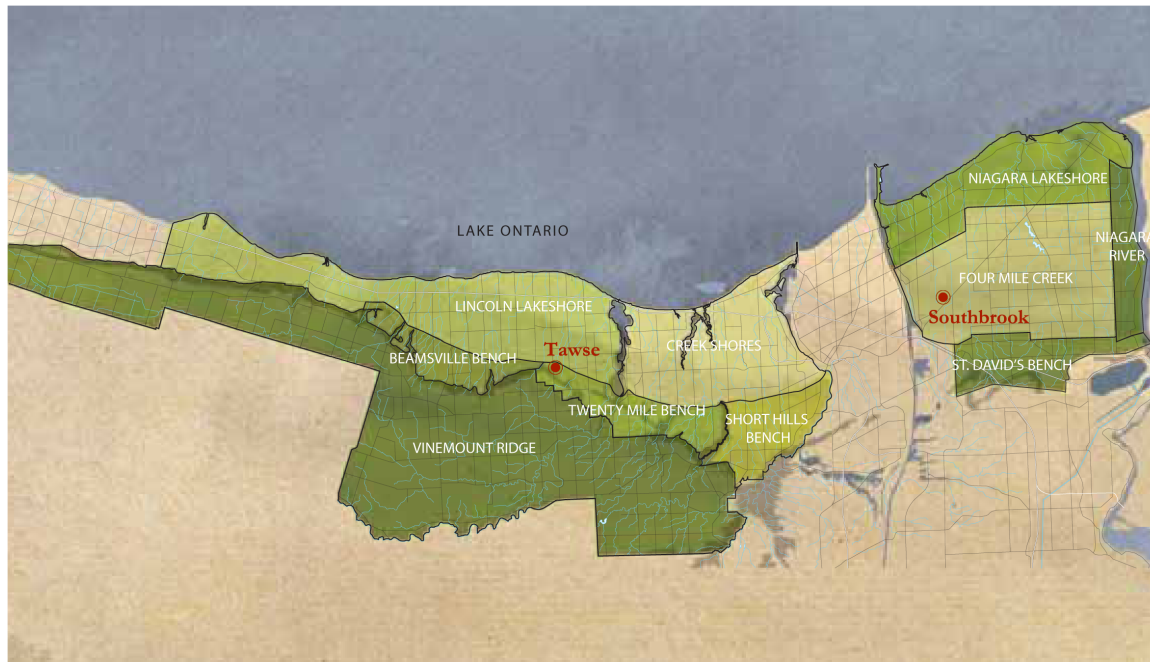 NIAGARA LAKESHORE
LAKE ONTARIO
NIAGARA
RIVER
FOUR MILE CREEK
LINCOLN LAKESHORE
Southbrook
CREEK SHORES
Tawse
BEAMSVILLE BENCH
ST. DAVID'S BENCH
TWENTY MILE BENCH
SHORT HILLS
BENCH
VINEMOUNT RIDGE